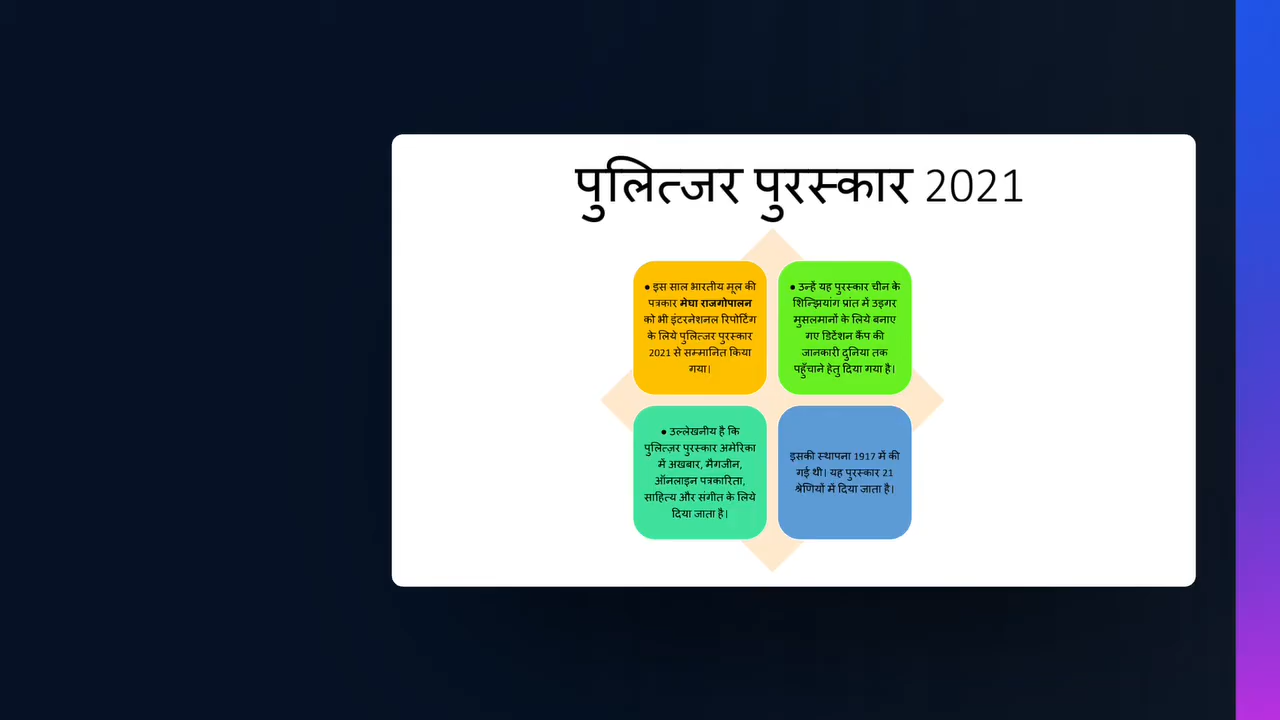 पुलित्जर पुरस्कार 2021
• इस साल भारतीय मूल की
पत्रकार मेघा राजगोपालन
को भी इंटरनेशनल रिपोर्टिंग
के लिये पुलित्जर पुरस्कार
2021 से सम्मानित किया
गया।
• उन्हें यह पुरस्कार चीन के
शिन्झियांग प्रांत में उइगर
मुसलमानों के लिये बनाए
गए डिटेंशन कैंप की
जानकारी दुनिया तक
पहुँचाने हेतु दिया गया है।
• उल्लेखनीय है कि
पुलित्ज़र पुरस्कार अमेरिका
में अखबार, मैगजीन,
ऑनलाइन पत्रकारिता,
साहित्य और संगीत के लिये
दिया जाता है।
इसकी स्थापना 1917 में की
गई थी। यह पुरस्कार 21
श्रेणियों में दिया जाता है।